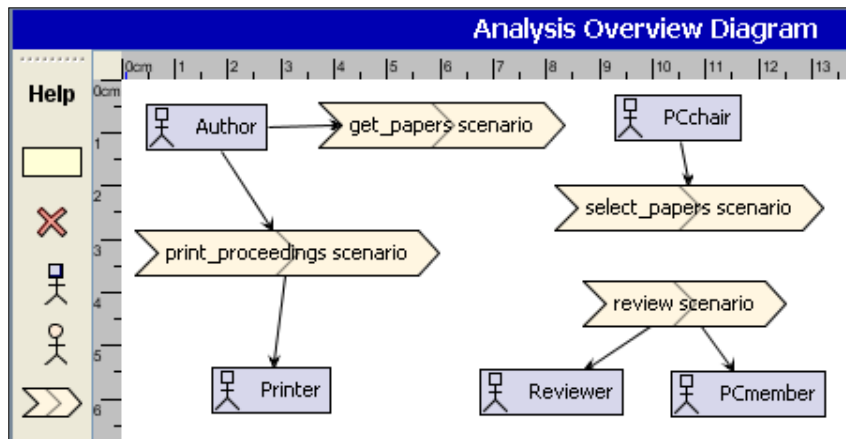 Analysis Overview Diagram
0cm 1 2 3 4 5 6 7 8 9 10 11 12 13
Help
0cm
1
2
3
4
5
6
Author
get_papers scenario
PCchair
select_papers scenario
print_proceedings scenario
review scenario
Printer
Reviewer
PCmember